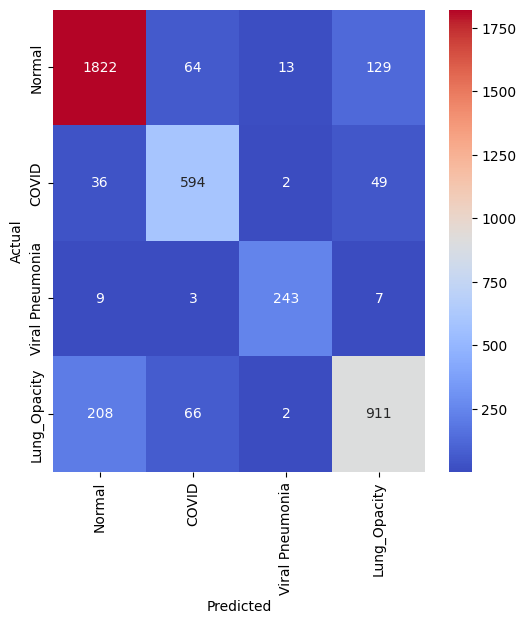 Normal
COVID
Viral Pneumonia
Lung_Opacity
Actual
1822 64 13 129
36 594 2 49
9 3 243 7
208 66 2 911
Normal
COVID
Viral Pneumonia
Lung_Opacity
Predicted
1750
1500
1250
1000
750
500
250